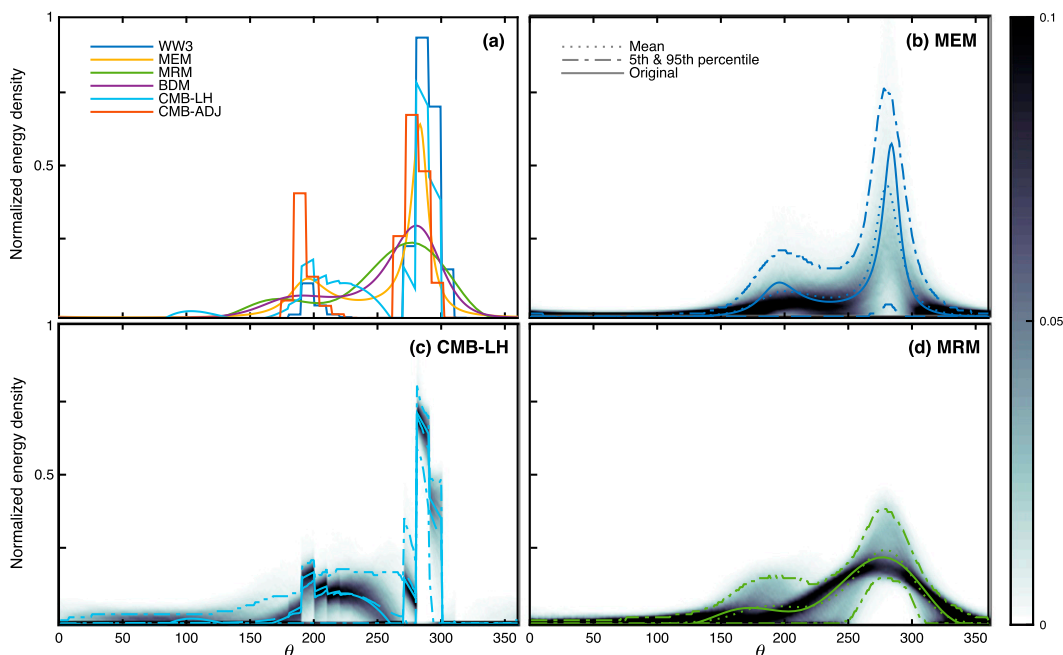 1
0.5
Normalized energy density
(a)
WW3
MEM
MRM
BDM
CMB-LH
CMB-ADJ
(b) MEM
Mean
5th & 95th percentile
Original
0.1
0.05
0
(c) CMB-LH
0.5
Normalized energy density
0 50 100 150 200 250 300 350
θ
(d) MRM
0 50 100 150 200 250 300 350
θ